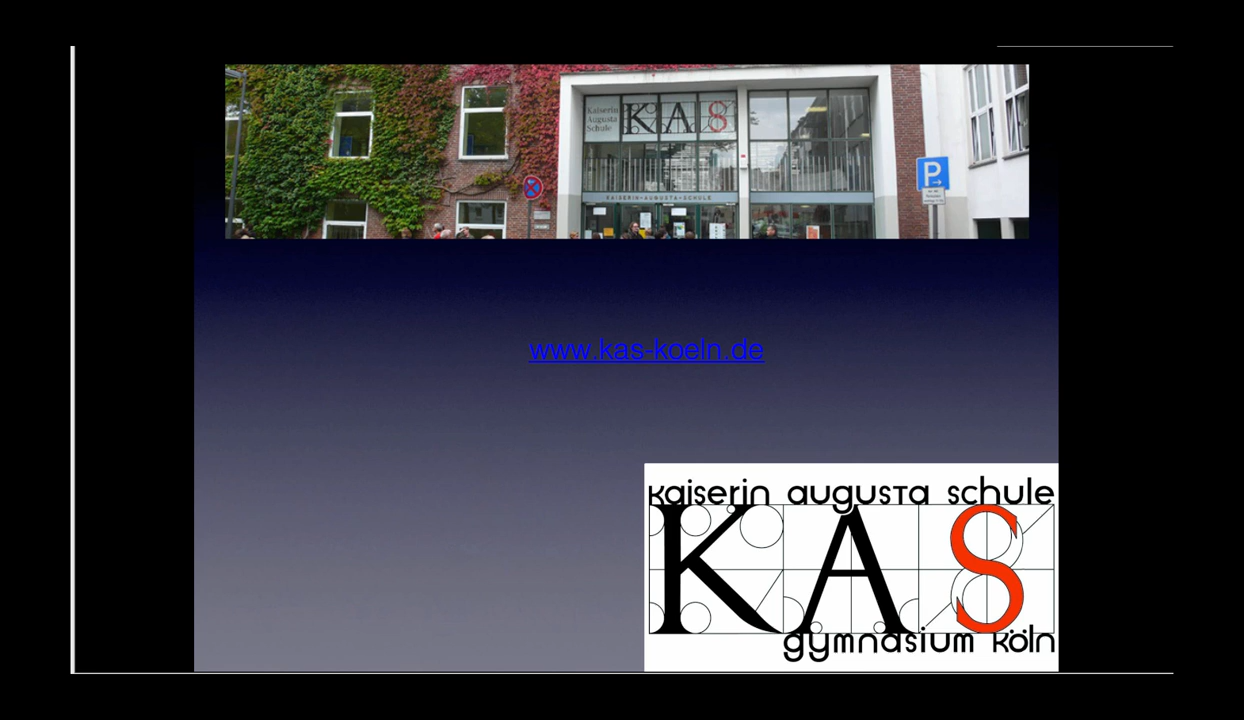 Kaiserin
Augusta
Schule
KAS
KAISERIN-AUGUSTA-SCHULE
P
www.kas-koeln.de
kaiserin augusta schule
KAS
gymnasium köln